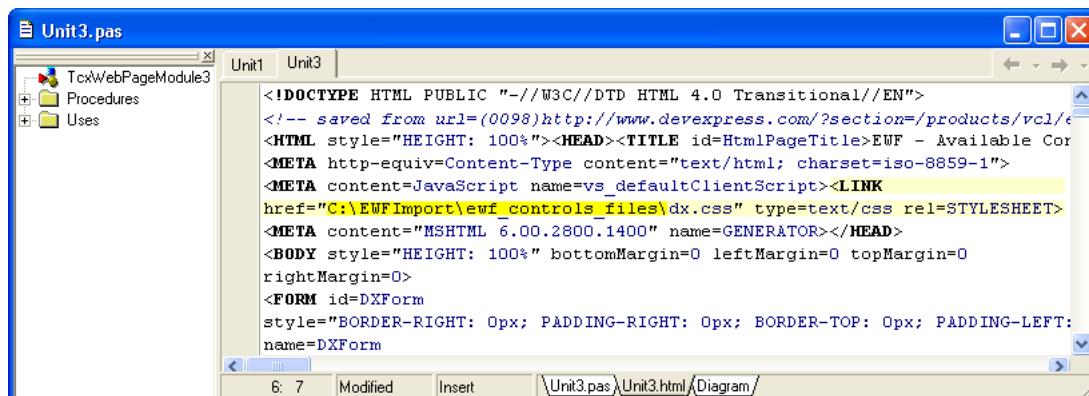 Unit3.pas
TcxWebPageModule3
Procedures
Uses
Unit1 Unit3
<!DOCTYPE HTML PUBLIC "-//W3C//DTD HTML 4.0 Transitional//EN">
<!-- saved from url=(0098)http://www.devexpress.com/?section=/products/vcl/
<HTML style="HEIGHT: 100%"><HEAD><TITLE id=HtmlPageTitle>EWF - Available Con
<META http-equiv=Content-Type content="text/html; charset=iso-8859-1">
<META content=JavaScript name=vs_defaultClientScript><LINK
href="C:\EWFImport\ewf_controls_files\dx.css" type=text/css rel=STYLESHEET>
<META content="MSHTML 6.00.2800.1400" name=GENERATOR></HEAD>
<BODY style="HEIGHT: 100%" bottomMargin=0 leftMargin=0 topMargin=0
rightMargin=0>
<FORM id=DXForm
style="BORDER-RIGHT: 0px; PADDING-RIGHT: 0px; BORDER-TOP: 0px; PADDING-LEFT:
name=DXForm
6: 7 Modified Insert Unit3.pas Unit3.html Diagram